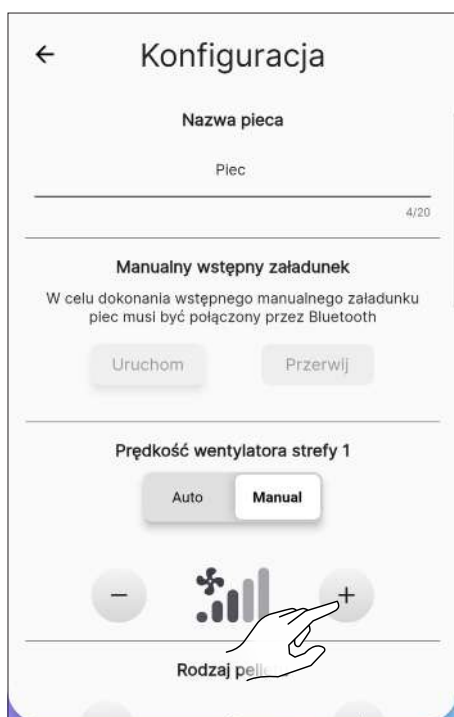 Konfiguracja
Nazwa pieca
Piec
4/20
Manualny wstępny załadunek
W celu dokonania wstępnego manualnego załadunku
piec musi być połączony przez Bluetooth
Uruchom
Przerwij
Prędkość wentylatora strefy 1
Auto
Manual
Rodzaj